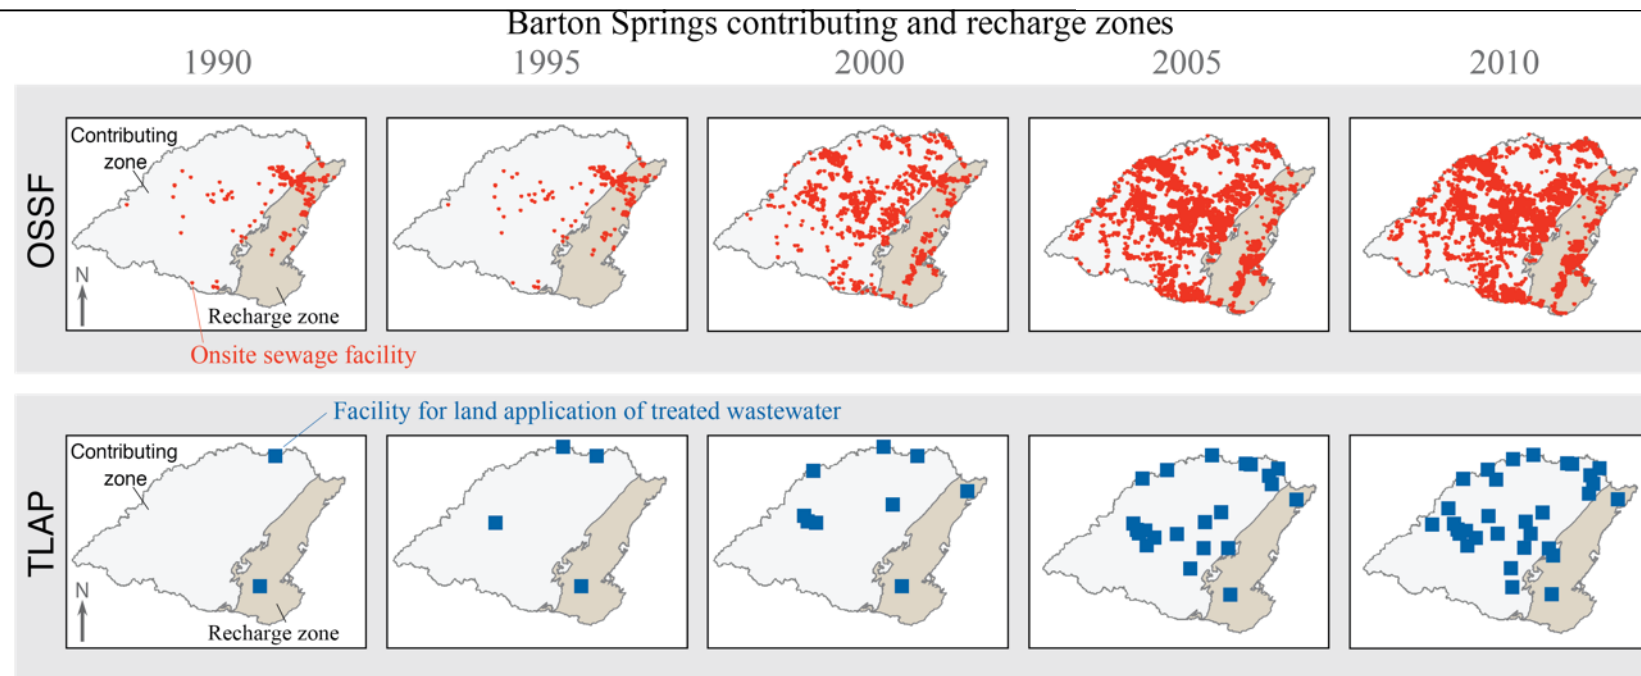 Barton Springs contributing and recharge zones
1990 1995 2000 2005 2010
OSSF
Contributing
zone
N
Recharge zone
Onsite sewage facility
TLAP
Facility for land application of treated wastewater
Contributing
zone
N
Recharge zone